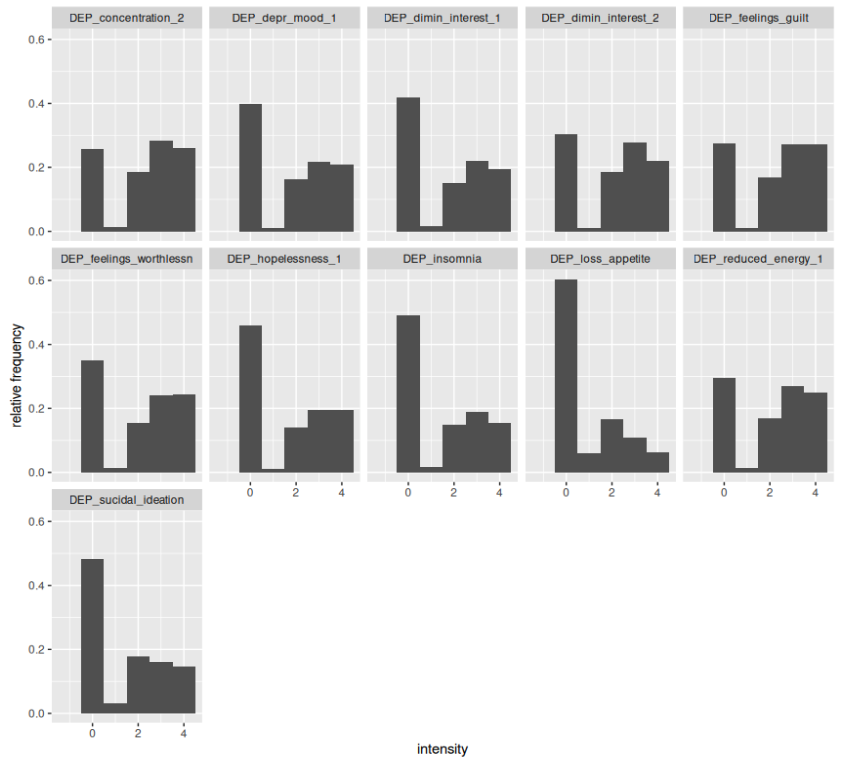 DEP_concentration_2 DEP_depr_mood_1 DEP_dimin_interest_1 DEP_dimin_interest_2 DEP_feelings_guilt
0.6
0.4
0.2
0.0
DEP_feelings_worthlessn DEP_hopelessness_1 DEP_insomnia DEP_loss_appetite DEP_reduced_energy_1
relative frequency
0.6
0.4
0.2
0.0
0 2 4 0 2 4 0 2 4 0 2 4
DEP_sucidal_ideation
0.6
0.4
0.2
0.0
0 2 4
intensity